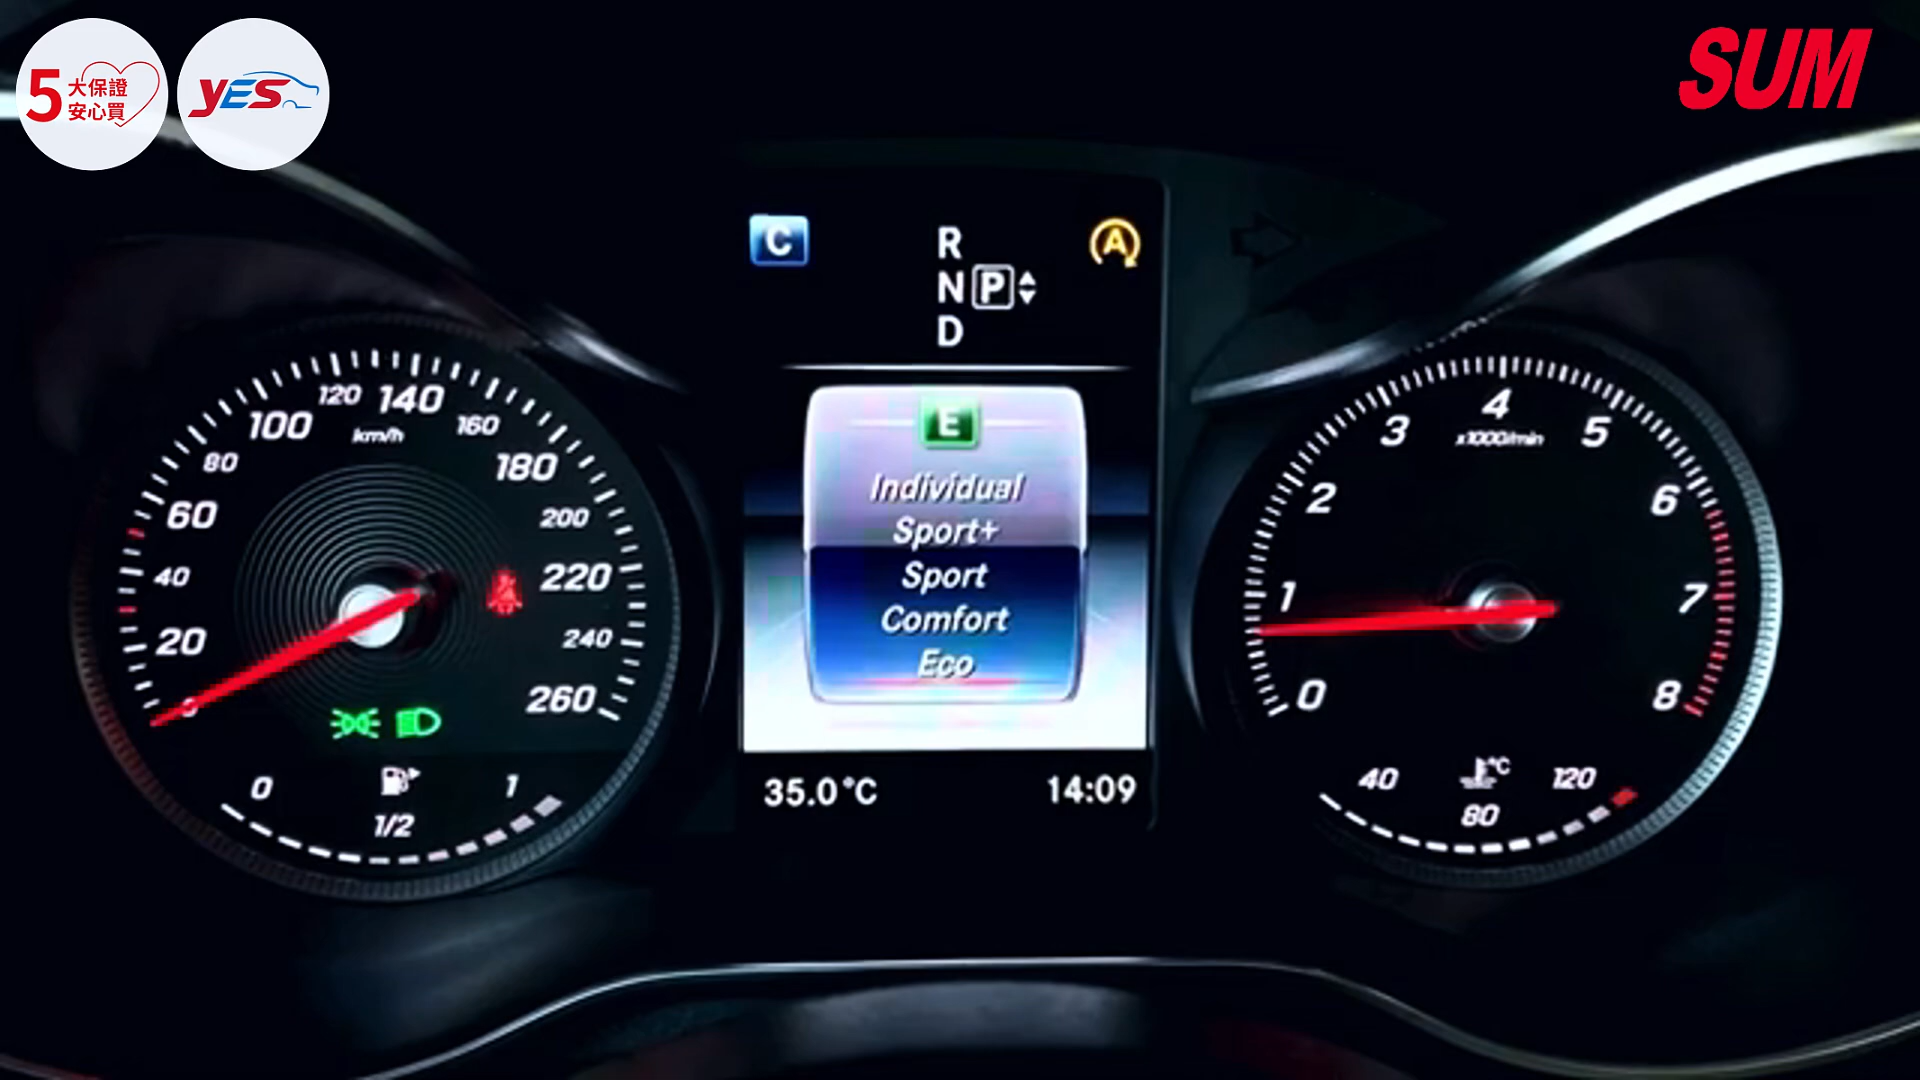 5 大保證
安心買
YES
SUM
C
R
N P
D
A
E
Individual
Sport+
Sport
Comfort
Eco
35.0°C
14:09
0
20
40
60
80
100
120
140
160
180
200
220
240
260
km/h
0
1/2
1
0
1
2
3
4
5
6
7
8
x1000/min
40
80
120
°C